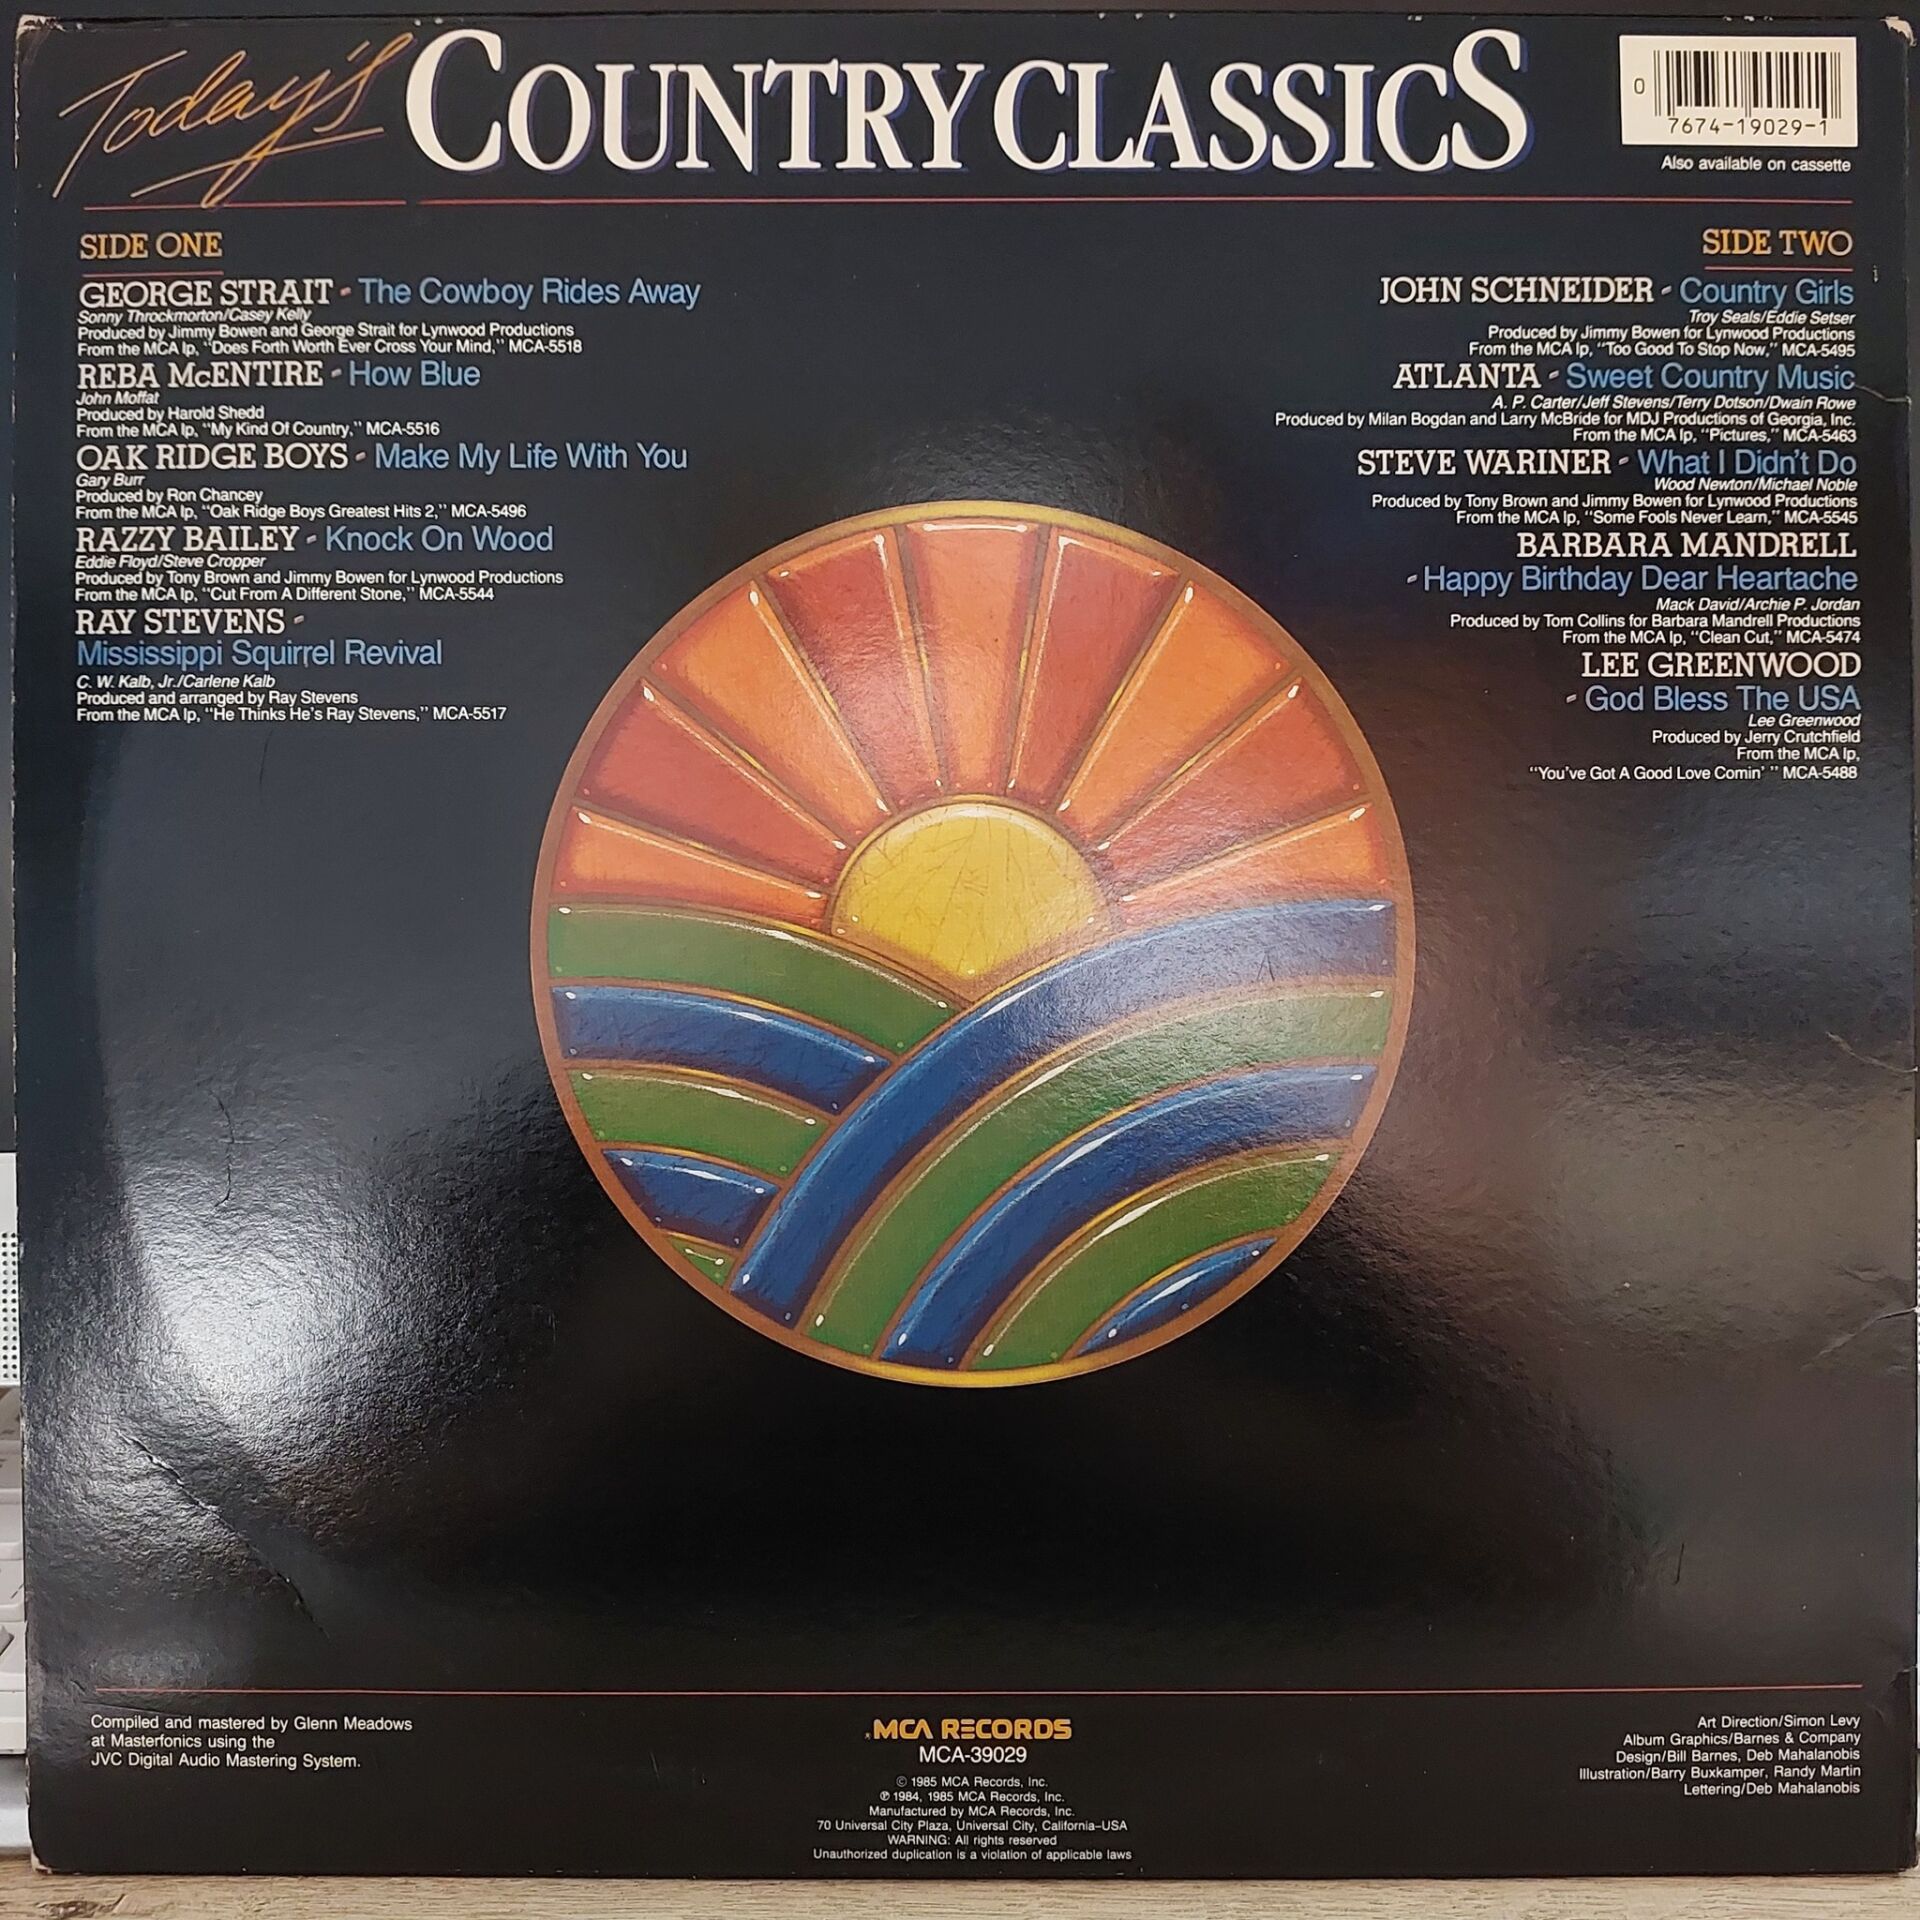 Today's COUNTRY CLASSICS
0 7674-19029-1
Also available on cassette
SIDE ONE
GEORGE STRAIT - The Cowboy Rides Away
Sonny Throckmorton/Casey Kelly
Produced by Jimmy Bowen and George Strait for Lynwood Productions
From the MCA lp, "Does Forth Worth Ever Cross Your Mind," MCA-5518
REBA McENTIRE - How Blue
John Moffat
Produced by Harold Shedd
From the MCA lp, "My Kind Of Country," MCA-5516
OAK RIDGE BOYS - Make My Life With You
Gary Burr
Produced by Ron Chancey
From the MCA lp, "Oak Ridge Boys Greatest Hits 2," MCA-5496
RAZZY BAILEY - Knock On Wood
Eddie Floyd/Steve Cropper
Produced by Tony Brown and Jimmy Bowen for Lynwood Productions
From the MCA lp, "Cut From A Different Stone," MCA-5544
RAY STEVENS -
Mississippi Squirrel Revival
C. W. Kalb, Jr./Carlene Kalb
Produced and arranged by Ray Stevens
From the MCA lp, "He Thinks He's Ray Stevens," MCA-5517
SIDE TWO
JOHN SCHNEIDER - Country Girls
Troy Seals/Eddie Setser
Produced by Jimmy Bowen for Lynwood Productions
From the MCA lp, "Too Good To Stop Now," MCA-5495
ATLANTA - Sweet Country Music
A. P. Carter/Jeff Stevens/Terry Dotson/Dwain Rowe
Produced by Milan Bogdan and Larry McBride for MDJ Productions of Georgia, Inc.
From the MCA lp, "Pictures," MCA-5463
STEVE WARINER - What I Didn't Do
Wood Newton/Michael Noble
Produced by Tony Brown and Jimmy Bowen for Lynwood Productions
From the MCA lp, "Some Fools Never Learn," MCA-5545
BARBARA MANDRELL
- Happy Birthday Dear Heartache
Mack David/Archie P. Jordan
Produced by Tom Collins for Barbara Mandrell Productions
From the MCA lp, "Clean Cut," MCA-5474
LEE GREENWOOD
- God Bless The USA
Lee Greenwood
Produced by Jerry Crutchfield
From the MCA lp,
"You've Got A Good Love Comin' " MCA-5488
Compiled and mastered by Glenn Meadows
at Masterfonics using the
JVC Digital Audio Mastering System.
MCA RECORDS
MCA-39029
© 1985 MCA Records, Inc.
℗ 1984, 1985 MCA Records, Inc.
Manufactured by MCA Records, Inc.
70 Universal City Plaza, Universal City, California-USA
WARNING: All rights reserved
Unauthorized duplication is a violation of applicable laws
Art Direction/Simon Levy
Album Graphics/Barnes & Company
Design/Bill Barnes, Deb Mahalanobis
Illustration/Barry Buxkamper, Randy Martin
Lettering/Deb Mahalanobis